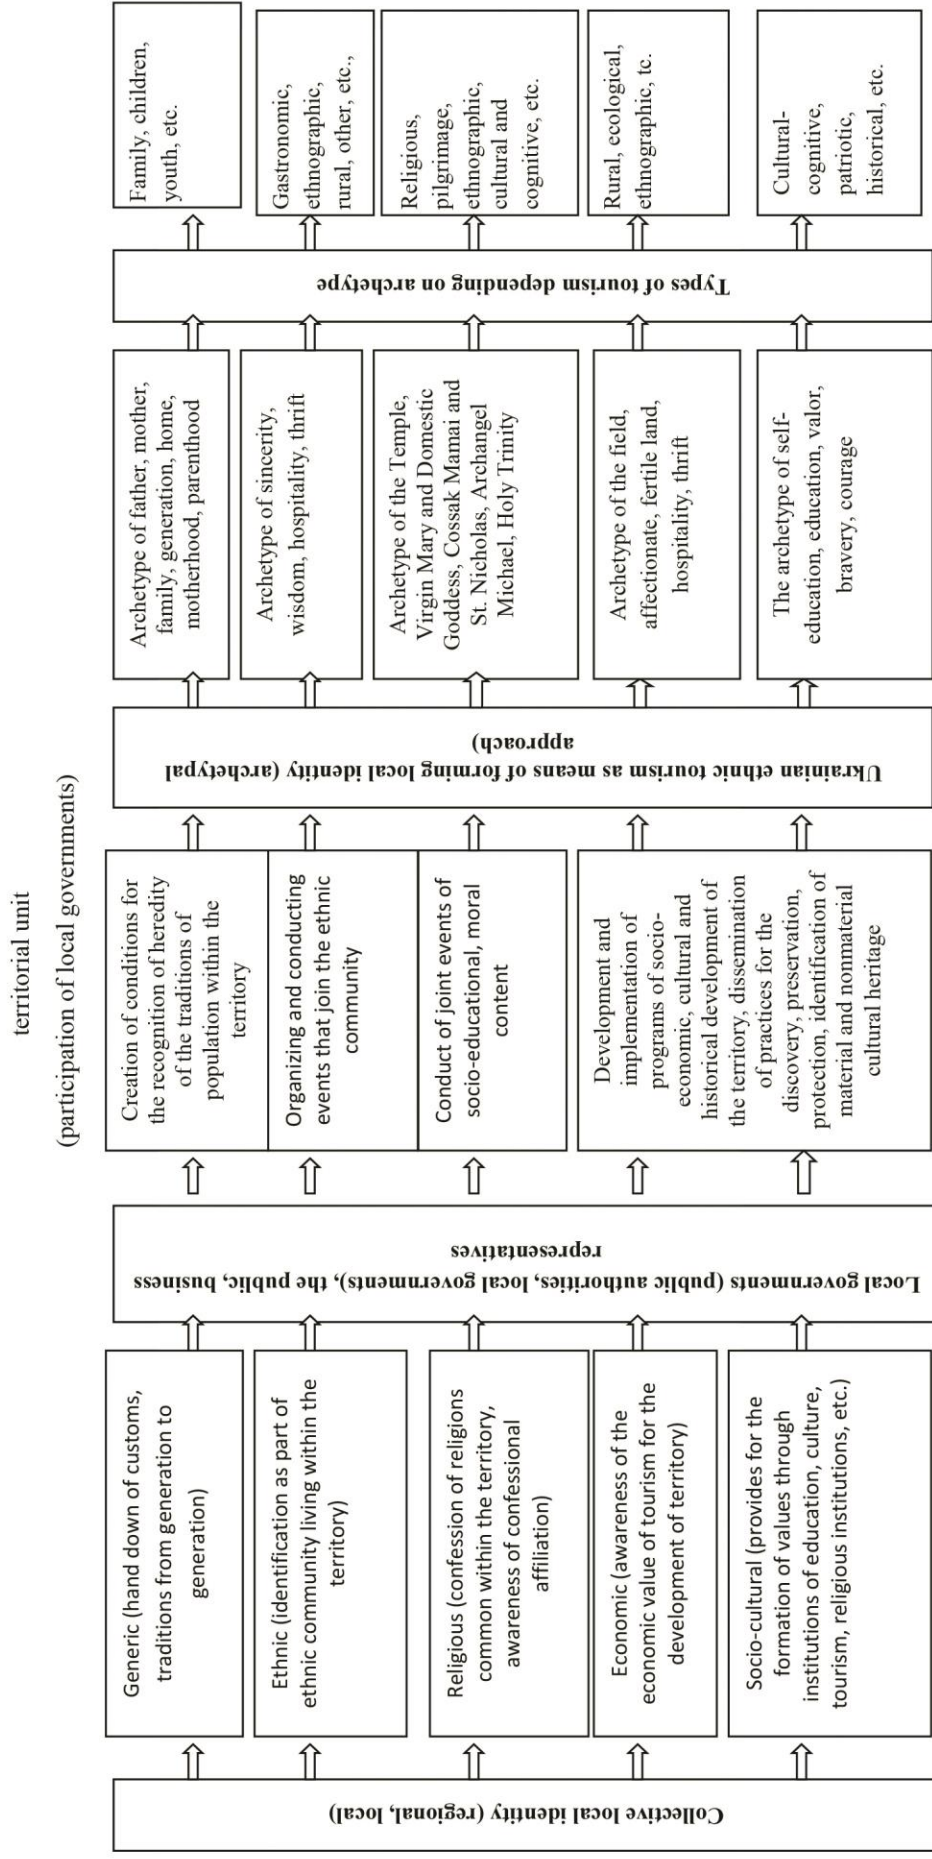 territorial unit
(participation of local governments)
Collective local identity (regional, local)
Generic (hand down of customs,
traditions from generation to
generation)
Ethnic (identification as part of
ethnic community living within the
territory)
Religious (confession of religions
common within the territory,
awareness of confessional
affiliation)
Economic (awareness of the
economic value of tourism for the
development of territory)
Socio-cultural (provides for the
formation of values through
institutions of education, culture,
tourism, religious institutions, etc.)
Local governments (public authorities, local governments), the public, business
representatives
Creation of conditions for
the recognition of heredity
of the traditions of
population within the
territory
Organizing and conducting
events that join the ethnic
community
Conduct of joint events of
socio-educational, moral
content
Development and
implementation of
programs of socio-
economic, cultural and
historical development of
the territory, dissemination
of practices for the
discovery, preservation,
protection, identification of
material and nonmaterial
cultural heritage
Ukrainian ethnic tourism as means of forming local identity (archetypal
approach)
Archetype of father, mother,
family, generation, home,
motherhood, parenthood
Archetype of sincerity,
wisdom, hospitality, thrift
Archetype of the Temple,
Virgin Mary and Domestic
Goddess, Cossak Mamai and
St. Nicholas, Archangel
Michael, Holy Trinity
Archetype of the field,
affectionate, fertile land,
hospitality, thrift
The archetype of self-
education, education, valor,
bravery, courage
Types of tourism depending on archetype
Family, children,
youth, etc.
Gastronomic,
ethnographic,
rural, other, etc.,
Religious,
pilgrimage,
ethnographic,
cultural and
cognitive, etc.
Rural, ecological,
ethnographic, tc.
Cultural-
cognitive,
patriotic,
historical, etc.